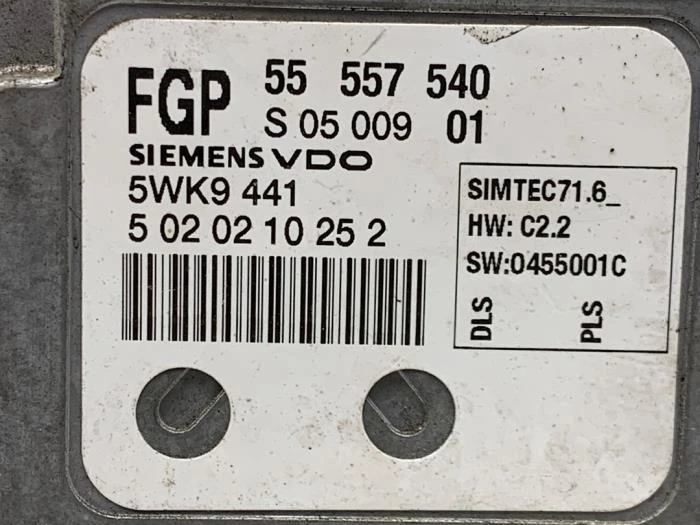 FGP 55 557 540
S 05 009 01
SIEMENS VDO
5WK9 441
5 02 02 10 25 2
SIMTEC71.6_
HW: C2.2
SW:0455001C
DLS PLS